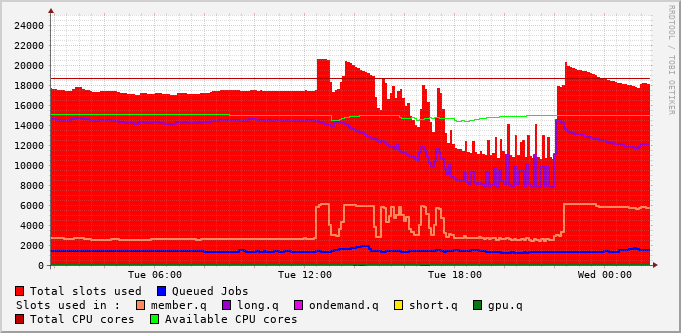 24000
22000
20000
18000
16000
14000
12000
10000
8000
6000
4000
2000
0
Tue 06:00 Tue 12:00 Tue 18:00 Wed 00:00
Total slots used Queued Jobs
Slots used in : member.q long.q ondemand.q short.q gpu.q
Total CPU cores Available CPU cores
RRDTOOL / TOBI OETIKER